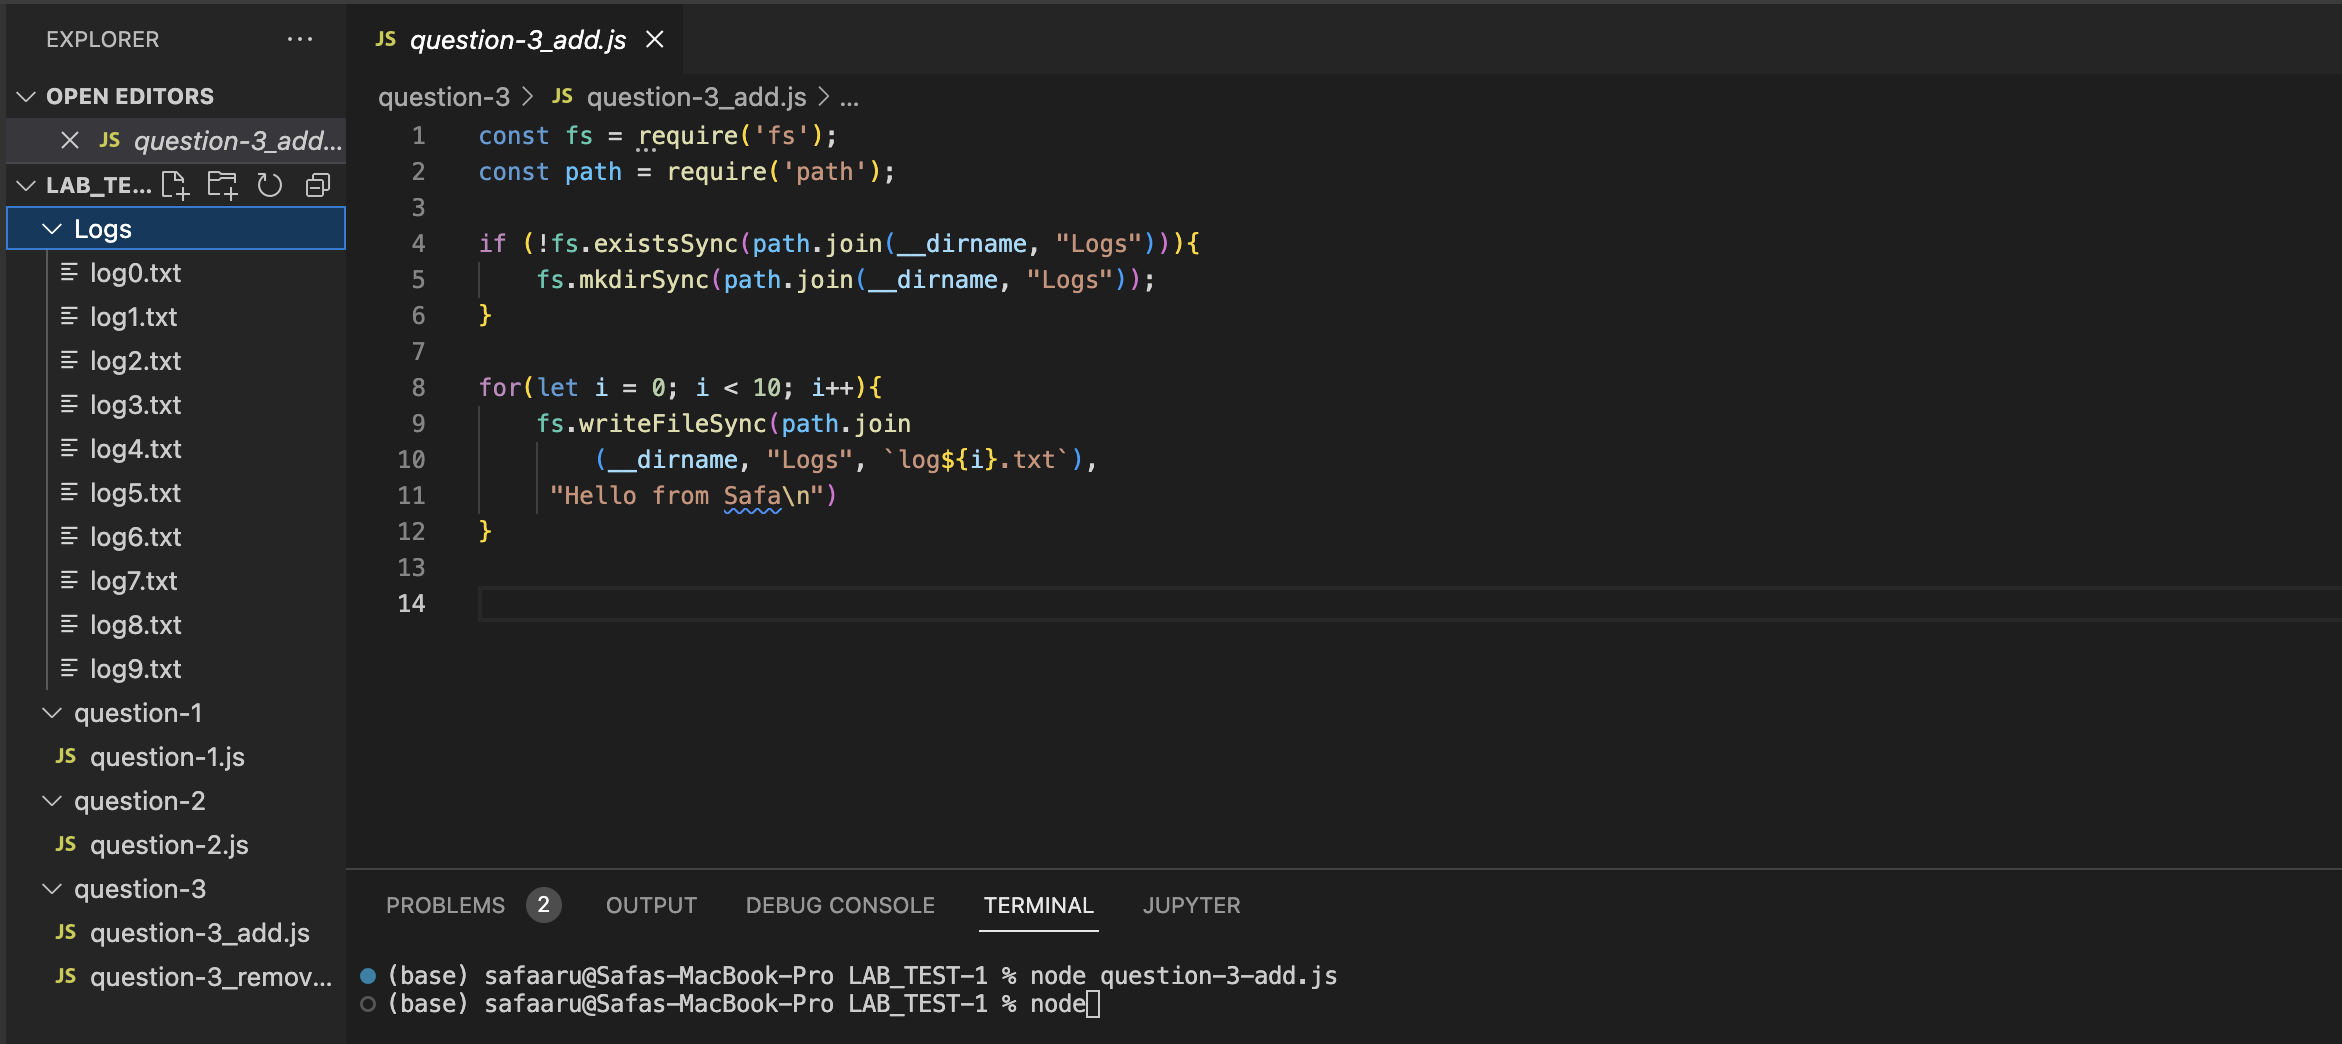 EXPLORER ...
OPEN EDITORS
JS question-3_add...
LAB_TE...
Logs
log0.txt
log1.txt
log2.txt
log3.txt
log4.txt
log5.txt
log6.txt
log7.txt
log8.txt
log9.txt
question-1
JS question-1.js
question-2
JS question-2.js
question-3
JS question-3_add.js
JS question-3_remov...
JS question-3_add.js
question-3 > JS question-3_add.js > ...
1 const fs = require('fs');
2 const path = require('path');
3
4 if (!fs.existsSync(path.join(__dirname, "Logs"))){
5 fs.mkdirSync(path.join(__dirname, "Logs"));
6 }
7
8 for(let i = 0; i < 10; i++){
9 fs.writeFileSync(path.join
10 (__dirname, "Logs", `log${i}.txt`),
11 "Hello from Safa\n")
12 }
13
14
PROBLEMS 2 OUTPUT DEBUG CONSOLE TERMINAL JUPYTER
(base) safaaru@Safas-MacBook-Pro LAB_TEST-1 % node question-3-add.js
(base) safaaru@Safas-MacBook-Pro LAB_TEST-1 % node